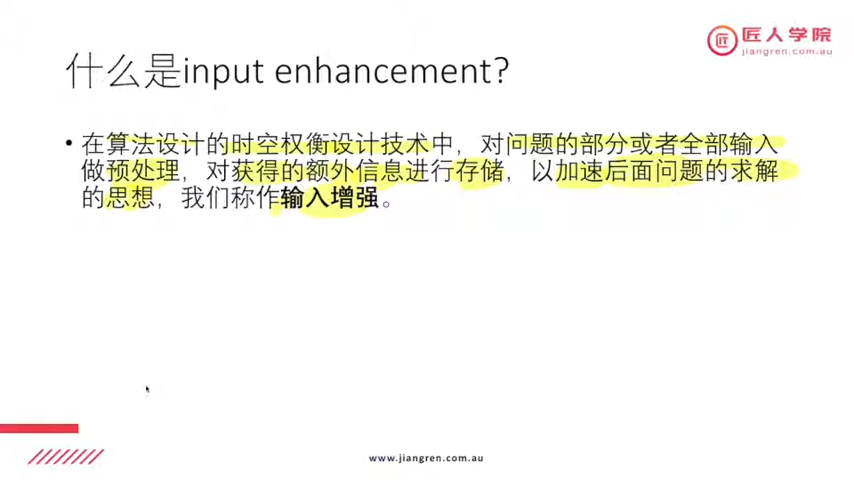 匠人学院
jiangren.com.au
什么是input enhancement?
• 在算法设计的时空权衡设计技术中，对问题的部分或者全部输入
做预处理，对获得的额外信息进行存储，以加速后面问题的求解
的思想，我们称作输入增强。
www.jiangren.com.au